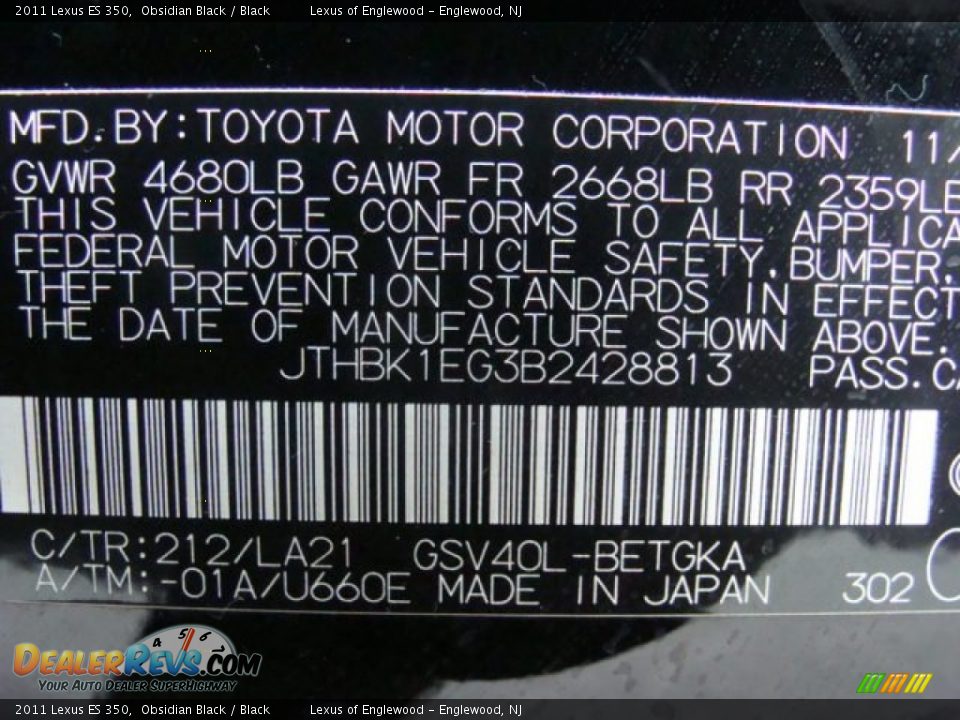 2011 Lexus ES 350, Obsidian Black / Black Lexus of Englewood - Englewood, NJ
MFD. BY: TOYOTA MOTOR CORPORATION 11/
GVWR 4680LB GAWR FR 2668LB RR 2359LB
THIS VEHICLE CONFORMS TO ALL APPLICA
FEDERAL MOTOR VEHICLE SAFETY, BUMPER,
THEFT PREVENTION STANDARDS IN EFFECT
THE DATE OF MANUFACTURE SHOWN ABOVE.
JTHBK1EG3B2428813 PASS. CA
C/TR: 212/LA21 GSV40L-BETGKA
A/TM: -01A/U660E MADE IN JAPAN 302
4 5 6
DEALERREVS.COM
YOUR AUTO DEALER SUPERHIGHWAY
2011 Lexus ES 350, Obsidian Black / Black Lexus of Englewood - Englewood, NJ